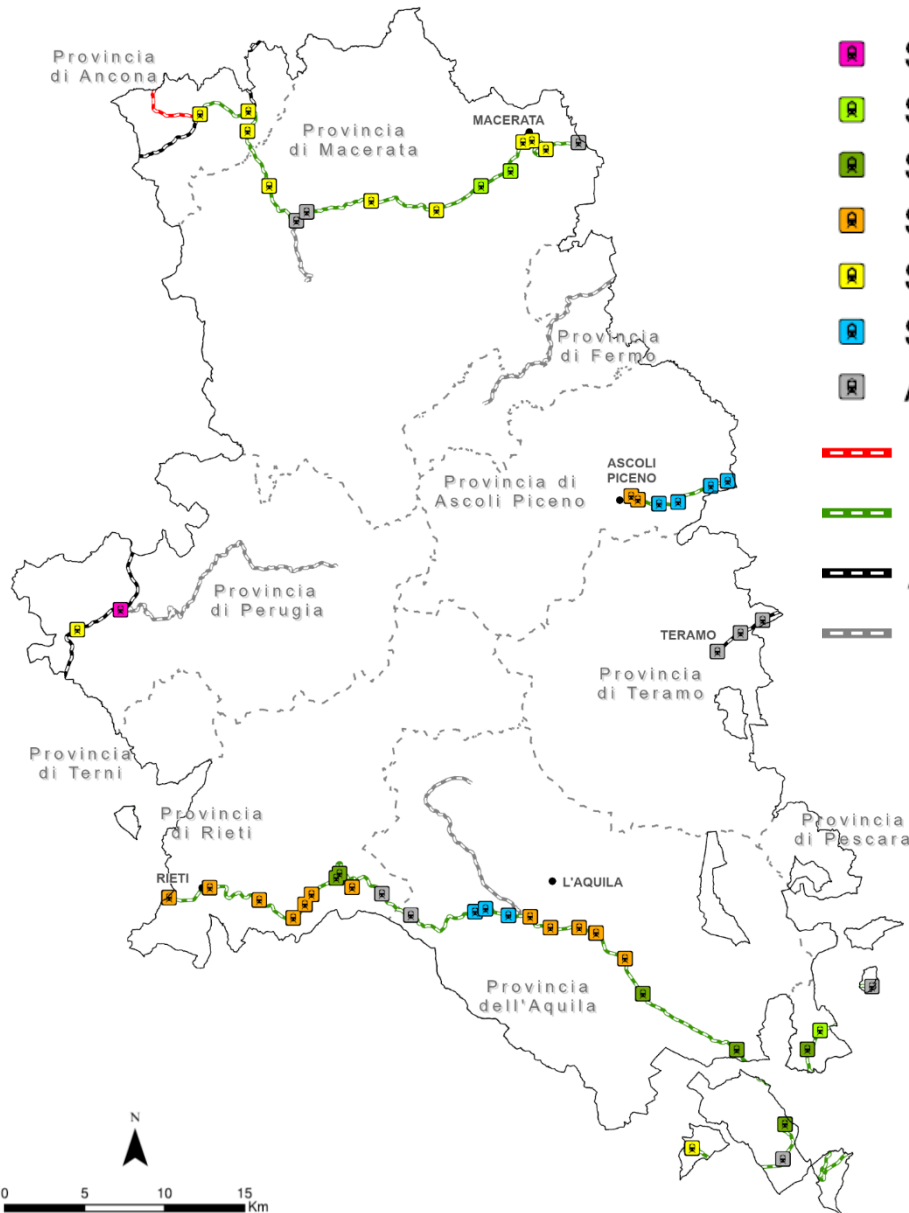 Provincia
di Ancona
MACERATA
Provincia
di Macerata
Provincia
di Fermo
Provincia di
Ascoli Piceno
ASCOLI
PICENO
Provincia
di Perugia
TERAMO
Provincia
di Teramo
Provincia
di Terni
Provincia
di Rieti
Provincia
di Pescara
RIETI
L'AQUILA
Provincia
dell'Aquila
N
0 5 10 15
Km